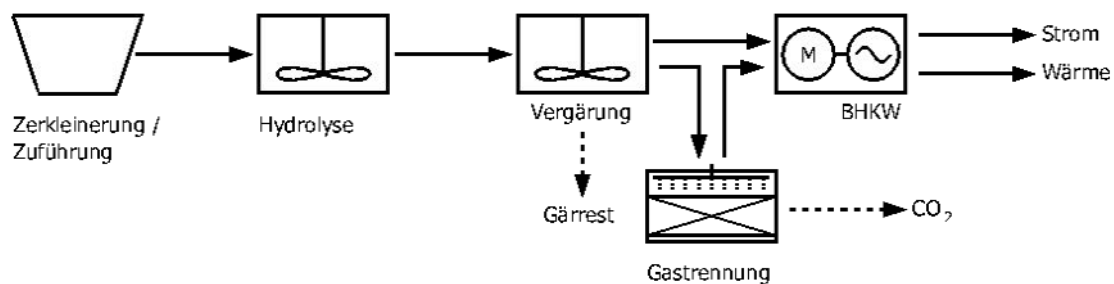 Strom
M
Wärme
Zerkleinerung /
Zuführung
Hydrolyse
Vergärung
BHKW
Gärrest
CO₂
Gastrennung